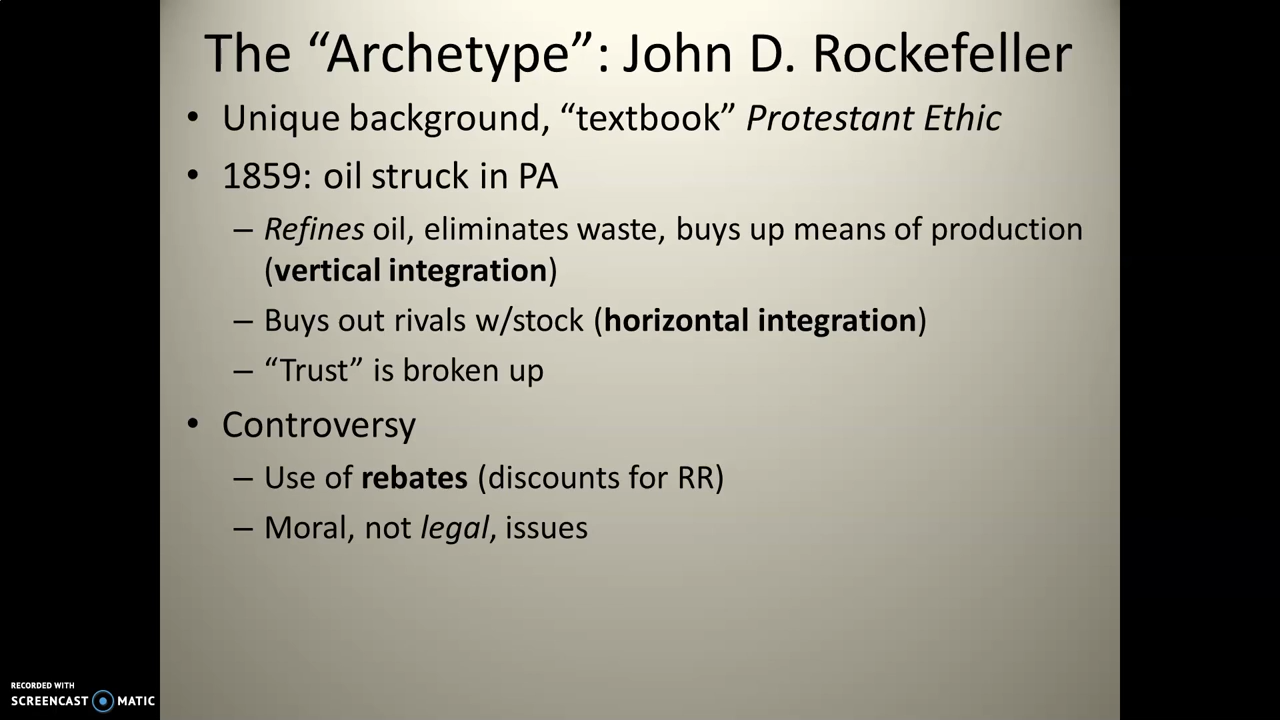 The “Archetype”: John D. Rockefeller
• Unique background, “textbook” Protestant Ethic
• 1859: oil struck in PA
– Refines oil, eliminates waste, buys up means of production
(vertical integration)
– Buys out rivals w/stock (horizontal integration)
– “Trust” is broken up
• Controversy
– Use of rebates (discounts for RR)
– Moral, not legal, issues
RECORDED WITH
SCREENCAST MATIC